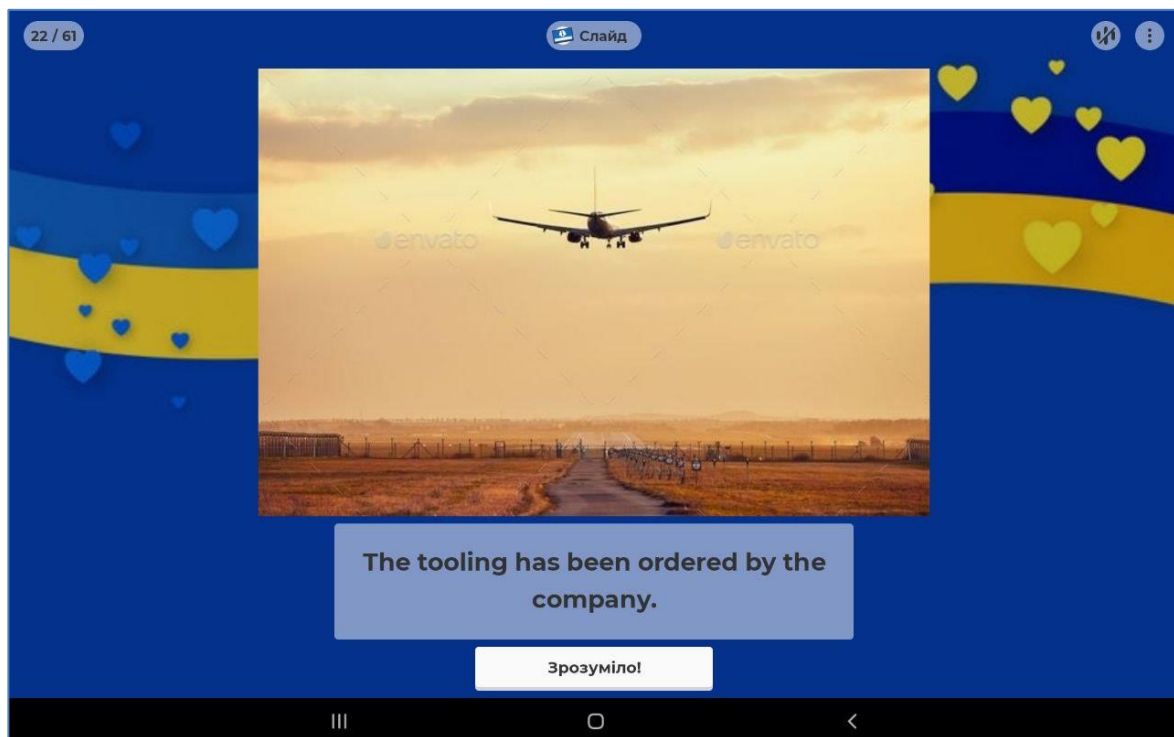 22 / 61
Слайд
envato
envato
The tooling has been ordered by the
company.
Зрозуміло!